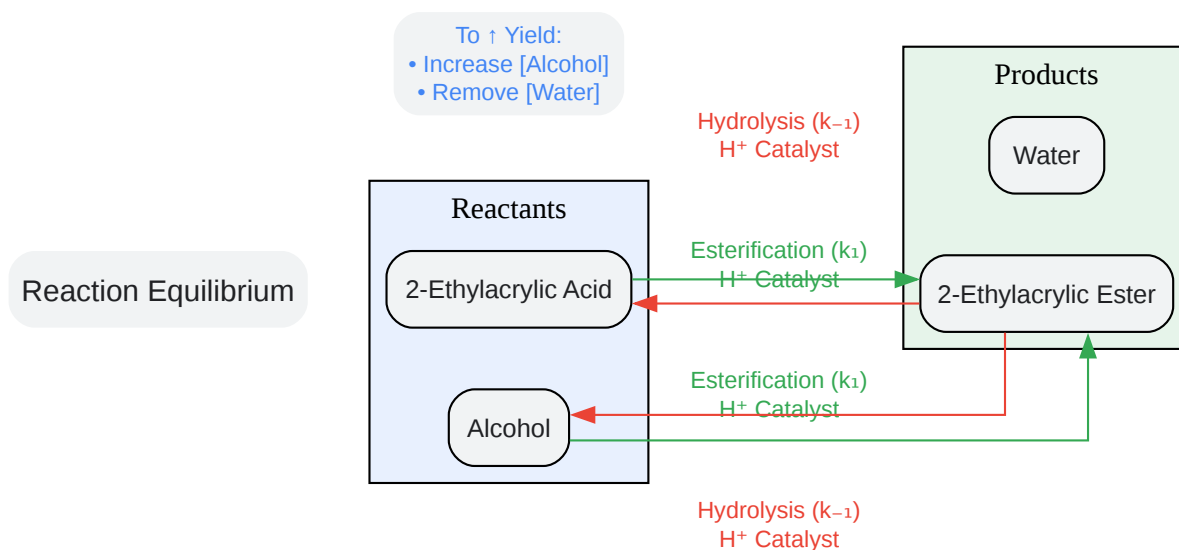 To ↑ Yield:
• Increase [Alcohol]
• Remove [Water]
Products
Hydrolysis (k₋₁)
H⁺ Catalyst
Water
Reactants
Reaction Equilibrium
2-Ethylacrylic Acid
Esterification (k₁)
H⁺ Catalyst
2-Ethylacrylic Ester
Esterification (k₁)
H⁺ Catalyst
Alcohol
Hydrolysis (k₋₁)
H⁺ Catalyst